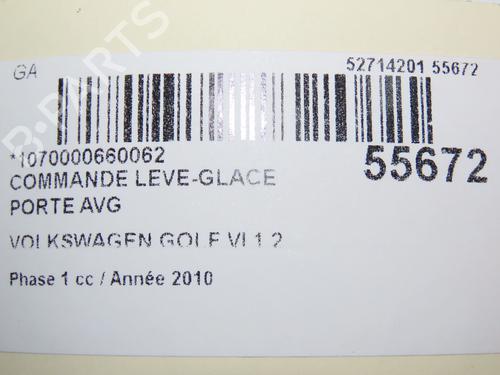 GA 52714201 55672
*1070000660062 55672
COMMANDE LEVE-GLACE
PORTE AVG
VOLKSWAGEN GOLF VI 1.2
Phase 1 cc / Année 2010
B-PARTS